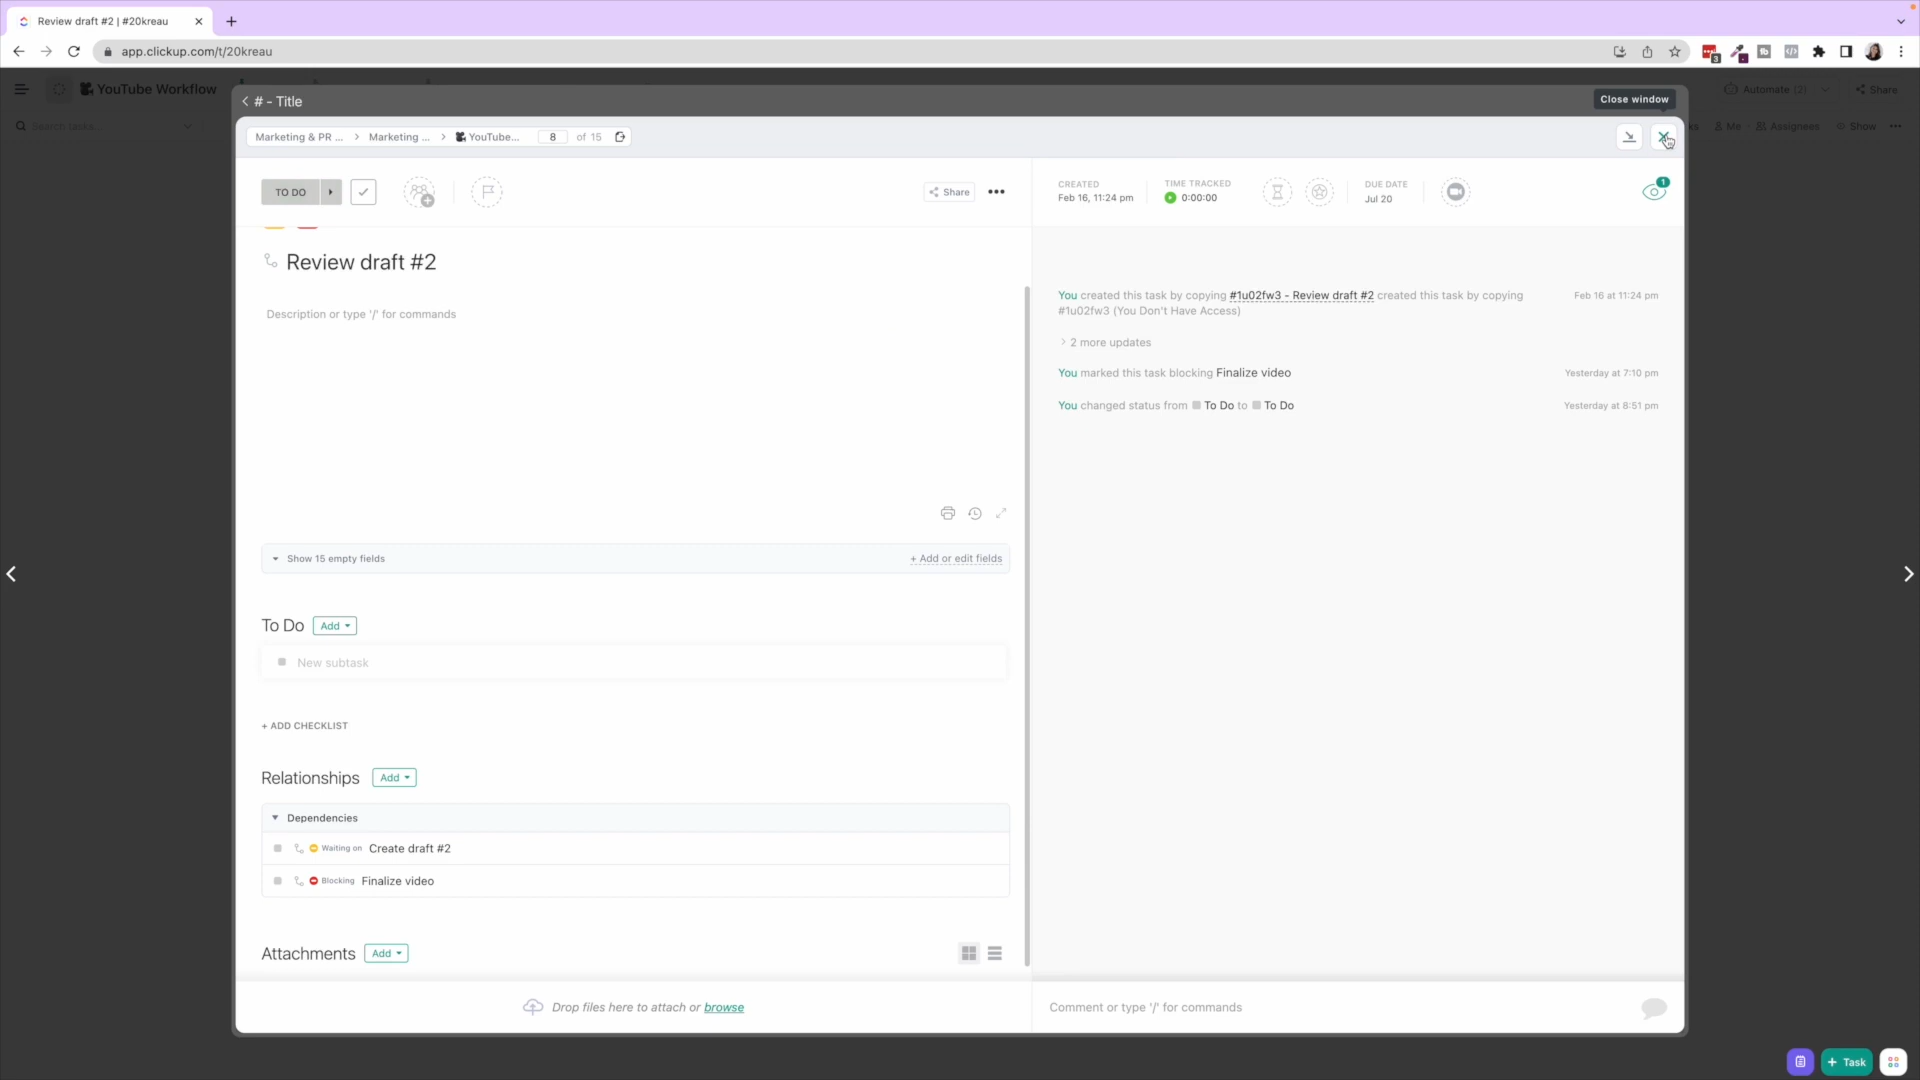 Review draft #2 | #20kreau
app.clickup.com/t/20kreau
3
YouTube Workflow
Automate (2)
Share
# - Title
Close window
Search tasks...
Me
Assignees
Show
Marketing & PR ... > Marketing ... > YouTube... 8 of 15
TO DO
Share
CREATED
Feb 16, 11:24 pm
TIME TRACKED
0:00:00
DUE DATE
Jul 20
1
Review draft #2
Description or type '/' for commands
You created this task by copying #1u02fw3 - Review draft #2 created this task by copying
#1u02fw3 (You Don't Have Access)
Feb 16 at 11:24 pm
2 more updates
You marked this task blocking Finalize video
Yesterday at 7:10 pm
You changed status from To Do to To Do
Yesterday at 8:51 pm
Show 15 empty fields
+ Add or edit fields
To Do Add
New subtask
+ ADD CHECKLIST
Relationships Add
Dependencies
Waiting on Create draft #2
Blocking Finalize video
Attachments Add
Drop files here to attach or browse
Comment or type '/' for commands
+ Task